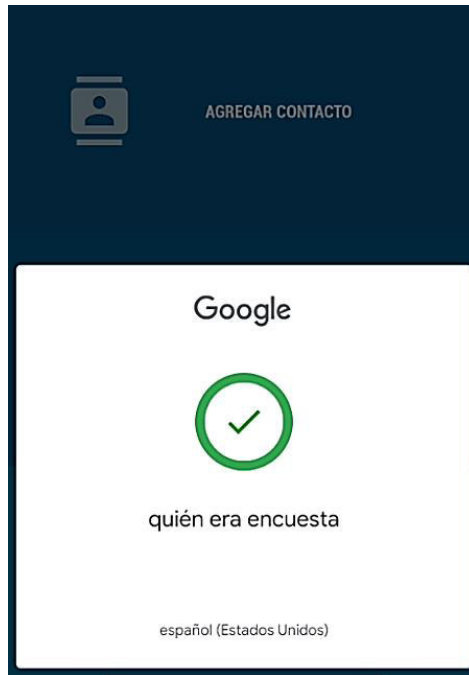 AGREGAR CONTACTO
Google
quién era encuesta
español (Estados Unidos)